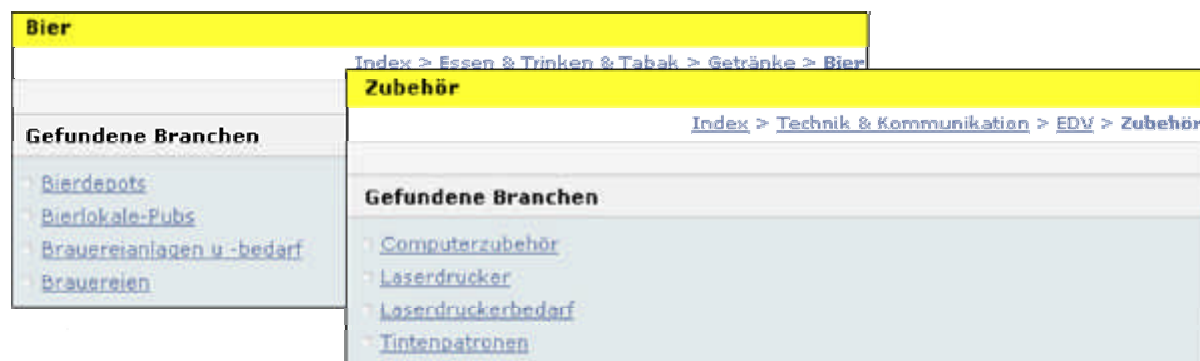 Bier
Index > Essen & Trinken & Tabak > Getränke > Bier
Gefundene Branchen
Bierdepots
Bierlokale-Pubs
Brauereianlagen u -bedarf
Brauereien
Zubehör
Index > Technik & Kommunikation > EDV > Zubehör
Gefundene Branchen
Computerzubehör
Laserdrucker
Laserdruckerbedarf
Tintenpatronen